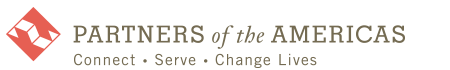 PARTNERS of the AMERICAS
Connect • Serve • Change Lives